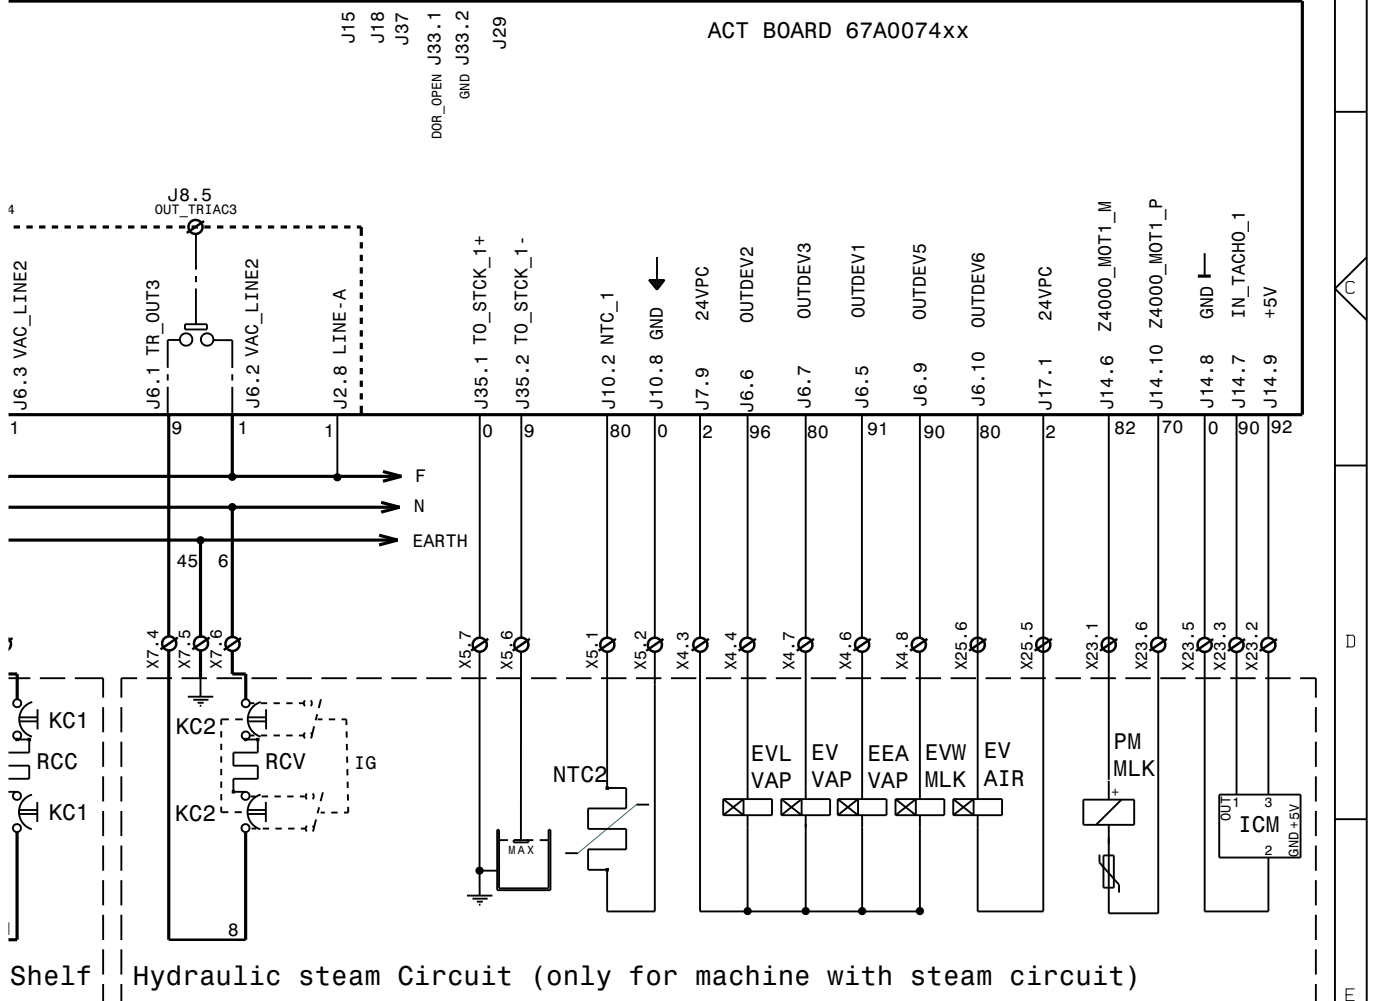 J15
J18
J37
DOR_OPEN J33.1
GND J33.2
J29
ACT BOARD 67A0074xx
C
D
E
4
J8.5
OUT_TRIAC3
J6.3 VAC_LINE2
J6.1 TR_OUT3
J6.2 VAC_LINE2
J2.8 LINE-A
J35.1 TO_STCK_1+
J35.2 TO_STCK_1-
J10.2 NTC_1
J10.8 GND
J7.9 24VPC
J6.6 OUTDEV2
J6.7 OUTDEV3
J6.5 OUTDEV1
J6.9 OUTDEV5
J6.10 OUTDEV6
J17.1 24VPC
J14.6 Z4000_MOT1_M
J14.10 Z4000_MOT1_P
J14.8 GND
J14.7 IN_TACHO_1
J14.9 +5V
1 9 1 1 0 9 80 0 2 96 80 91 90 80 2 82 70 0 90 92
F
N
EARTH
45 6
X7.4
X7.5
X7.6
X5.7
X5.6
X5.1
X5.2
X4.3
X4.4
X4.7
X4.6
X4.8
X25.6
X25.5
X23.1
X23.6
X23.5
X23.3
X23.2
KC1
RCC
KC1
KC2
RCV
IG
KC2
8
MAX
NTC2
EVL
VAP
EV
VAP
EEA
VAP
EVW
MLK
EV
AIR
PM
MLK
+
OUT
1 3
ICM
2
GND +5V
Shelf
Hydraulic steam Circuit (only for machine with steam circuit)